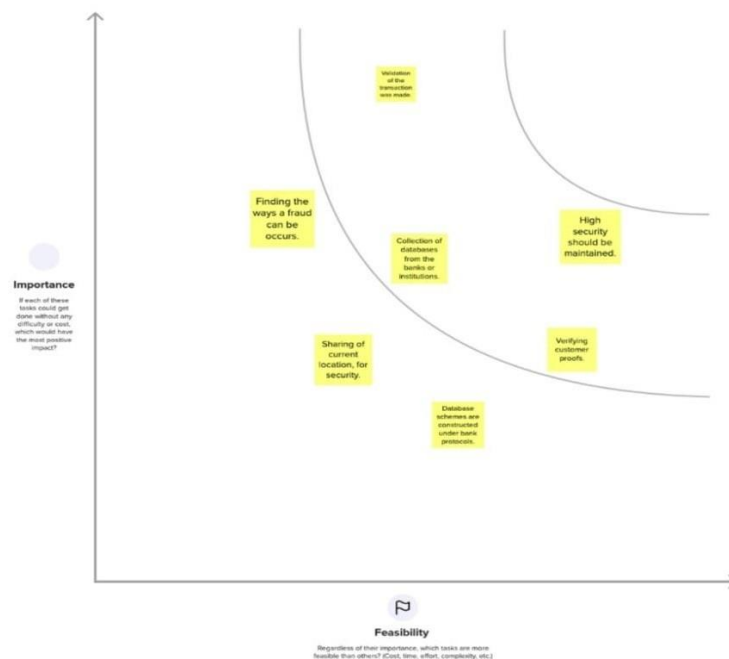 Validation
of the
transaction
was made.
Finding the
ways a fraud
can be
occurs.
High
security
should be
maintained.
Collection of
databases
from the
banks or
institutions.
Importance
If each of these
tasks could get
done without any
difficulty or cost,
which would have
the most positive
impact?
Sharing of
current
location, for
security.
Verifying
customer
proofs.
Database
schemes are
constructed
under bank
protocols.
Feasibility
Regardless of their importance, which tasks are more
feasible than others? (Cost, time, effort, complexity, etc.)